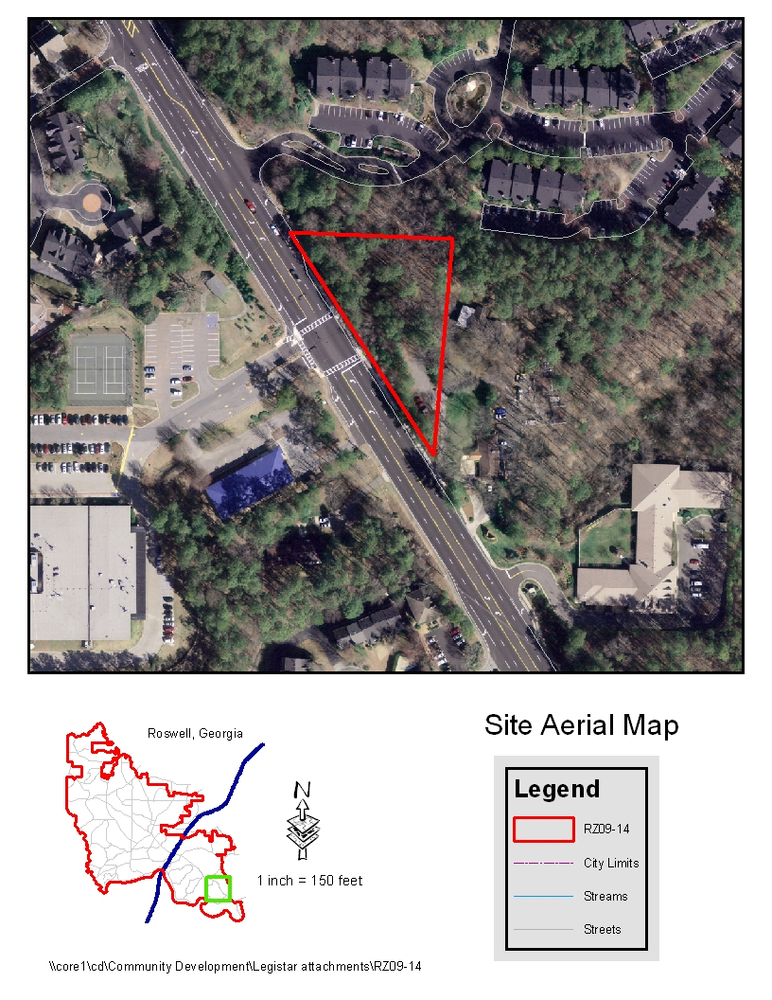 Roswell, Georgia
Site Aerial Map
N
1 inch = 150 feet
Legend
RZ09-14
City Limits
Streams
Streets
\\core1\cd\Community Development\Legistar attachments\RZ09-14